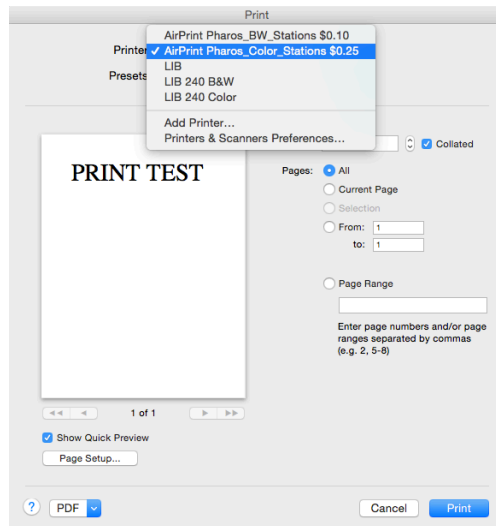 Print
Printer
AirPrint Pharos_BW_Stations $0.10
✓ AirPrint Pharos_Color_Stations $0.25
LIB
Presets
LIB 240 B&W
LIB 240 Color
Add Printer...
Printers & Scanners Preferences...
Collated
PRINT TEST
Pages: All
Current Page
Selection
From: 1
to: 1
Page Range
Enter page numbers and/or page
ranges separated by commas
(e.g. 2, 5-8)
1 of 1
Show Quick Preview
Page Setup...
? PDF Cancel Print